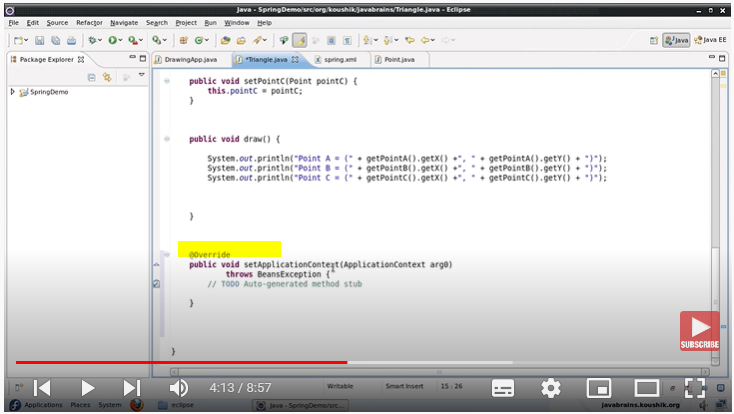 Java - SpringDemo/src/org/koushik/javabrains/Triangle.java - Eclipse
File Edit Source Refactor Navigate Search Project Run Window Help
Java Java EE
Package Explorer DrawingApp.java *Triangle.java spring.xml Point.java
SpringDemo
public void setPointC(Point pointC) {
this.pointC = pointC;
}
public void draw() {
System.out.println("Point A = (" + getPointA().getX() +", " + getPointA().getY() + ")");
System.out.println("Point B = (" + getPointB().getX() +", " + getPointB().getY() + ")");
System.out.println("Point C = (" + getPointC().getX() +", " + getPointC().getY() + ")");
}
@Override
public void setApplicationContext(ApplicationContext arg0)
throws BeansException {
// TODO Auto-generated method stub
}
}
SUBSCRIBE
Writable Smart Insert 15 : 26
4:13 / 8:57
Applications Places System eclipse Java - SpringDemo/src... javabrains.koushik.org